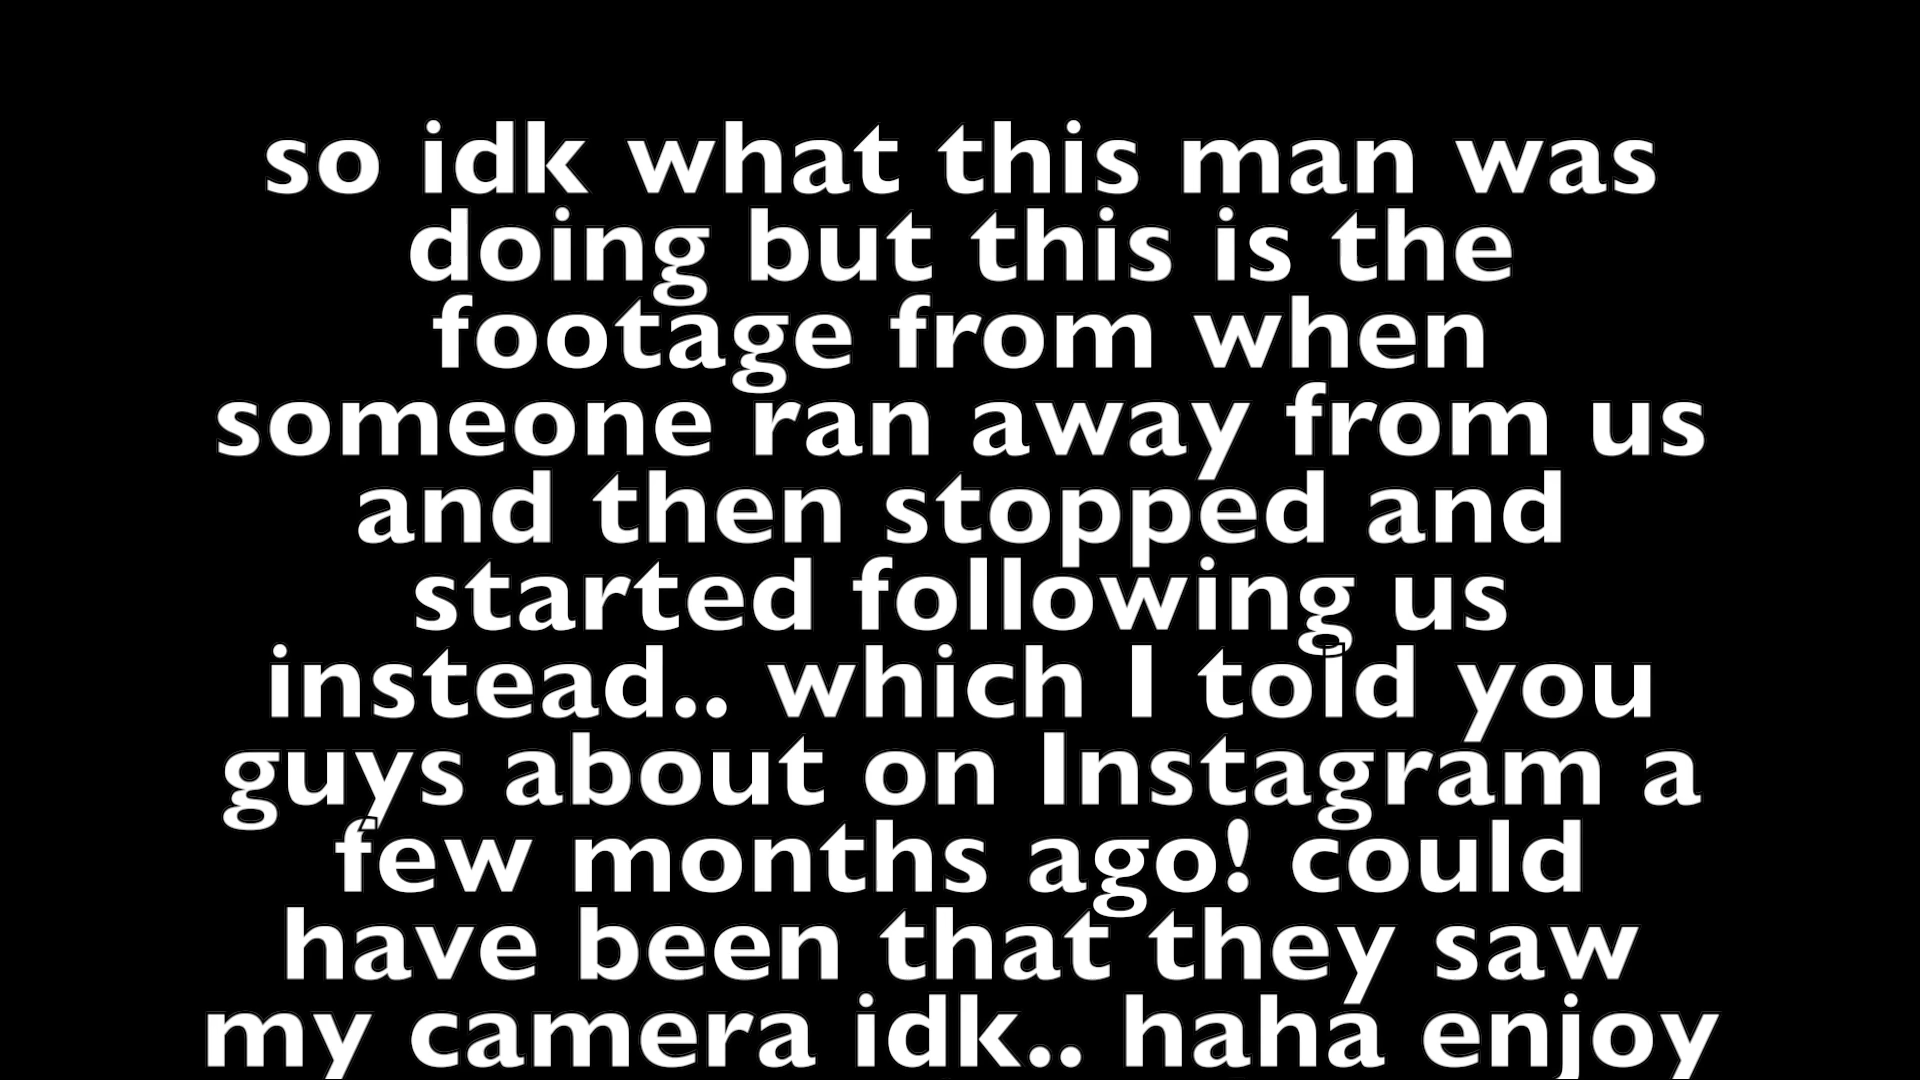 so idk what this man was
doing but this is the
footage from when
someone ran away from us
and then stopped and
started following us
instead.. which I told you
guys about on Instagram a
few months ago! could
have been that they saw
my camera idk.. haha enjoy